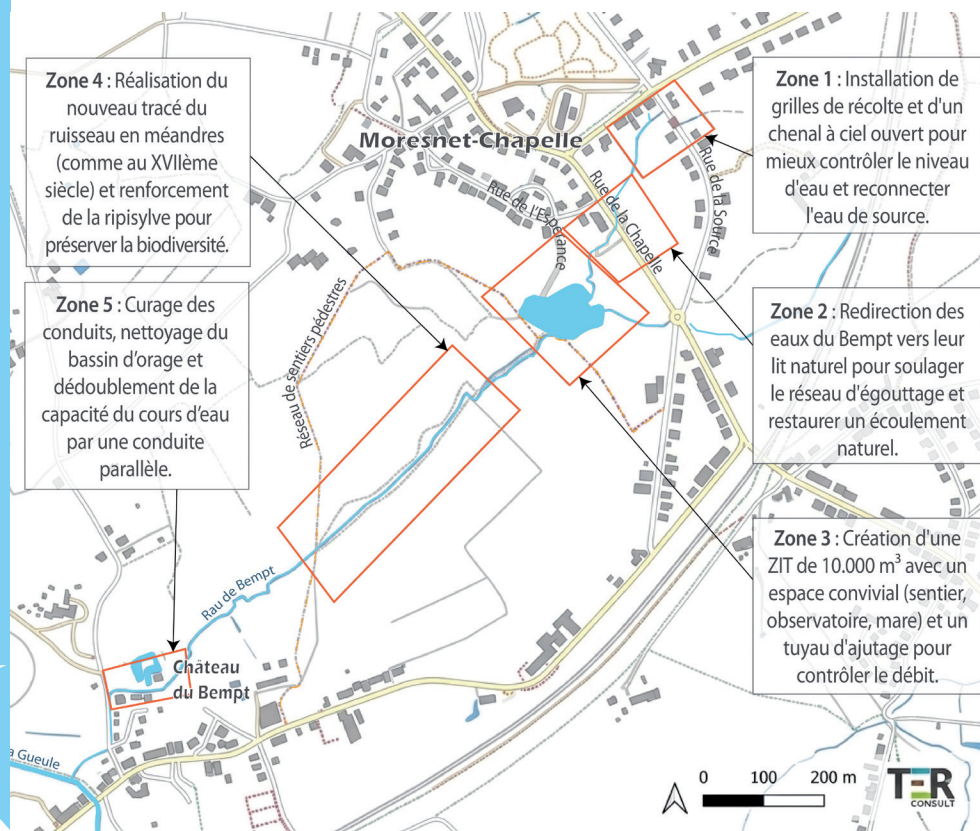 Zone 4 : Réalisation du
nouveau tracé du
ruisseau en méandres
(comme au XVIIème
siècle) et renforcement
de la ripisylve pour
préserver la biodiversité.
Zone 5 : Curage des
conduits, nettoyage du
bassin d'orage et
dédoublement de la
capacité du cours d'eau
par une conduite
parallèle.
Moresnet-Chapelle
Rue de l'Espérance
Rue de la Chapelle
Rue de la Source
Réseau de sentiers pédestres
Rau de Bempt
Château
du Bempt
a Gueule
Zone 1 : Installation de
grilles de récolte et d'un
chenal à ciel ouvert pour
mieux contrôler le niveau
d'eau et reconnecter
l'eau de source.
Zone 2 : Redirection des
eaux du Bempt vers leur
lit naturel pour soulager
le réseau d'égouttage et
restaurer un écoulement
naturel.
Zone 3 : Création d'une
ZIT de 10.000 m³ avec un
espace convivial (sentier,
observatoire, mare) et un
tuyau d'ajutage pour
contrôler le débit.
0 100 200 m
TER
CONSULT